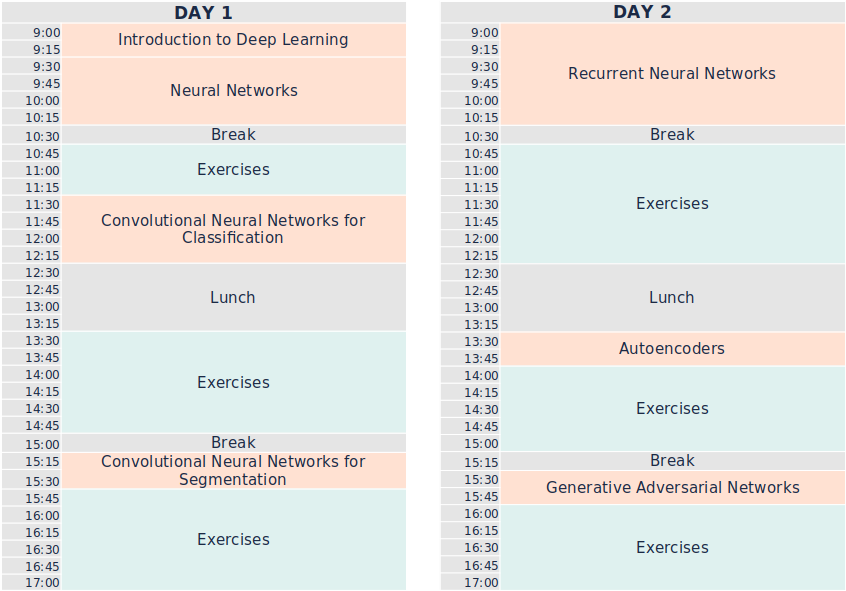 DAY 1
9:00
9:15
Introduction to Deep Learning
9:30
9:45
10:00
10:15
Neural Networks
10:30
Break
10:45
11:00
11:15
Exercises
11:30
11:45
12:00
12:15
Convolutional Neural Networks for
Classification
12:30
12:45
13:00
13:15
Lunch
13:30
13:45
14:00
14:15
14:30
14:45
Exercises
15:00
Break
15:15
15:30
Convolutional Neural Networks for
Segmentation
15:45
16:00
16:15
16:30
16:45
17:00
Exercises
DAY 2
9:00
9:15
9:30
9:45
10:00
10:15
Recurrent Neural Networks
10:30
Break
10:45
11:00
11:15
11:30
11:45
12:00
12:15
Exercises
12:30
12:45
13:00
13:15
Lunch
13:30
13:45
Autoencoders
14:00
14:15
14:30
14:45
15:00
Exercises
15:15
Break
15:30
15:45
Generative Adversarial Networks
16:00
16:15
16:30
16:45
17:00
Exercises